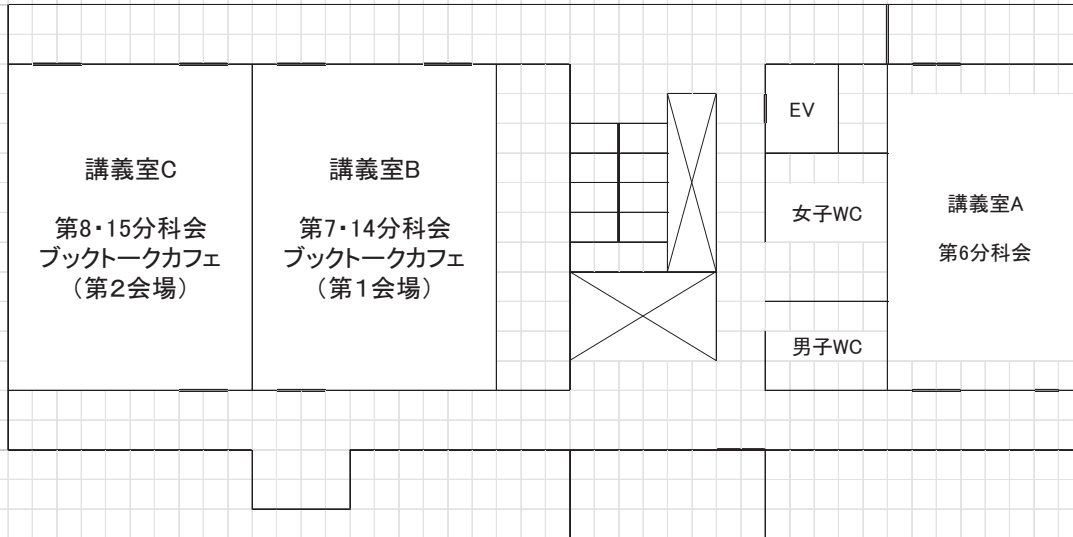 講義室C
第8・15分科会
ブックトークカフェ
（第２会場）
講義室B
第7・14分科会
ブックトークカフェ
（第１会場）
EV
女子WC
男子WC
講義室A
第6分科会